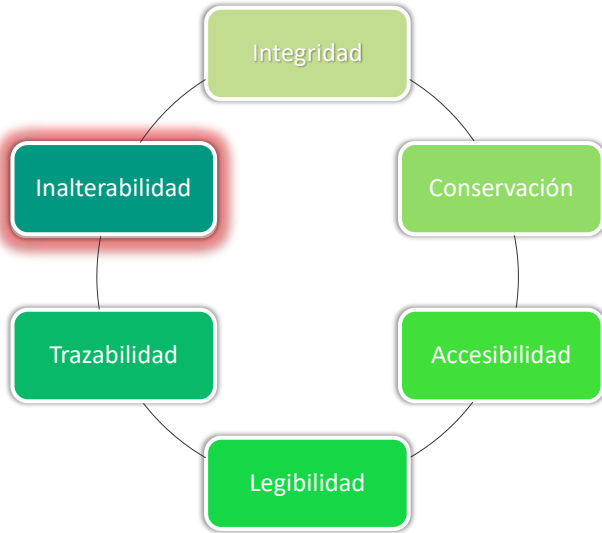 Integridad
Conservación
Accesibilidad
Legibilidad
Trazabilidad
Inalterabilidad